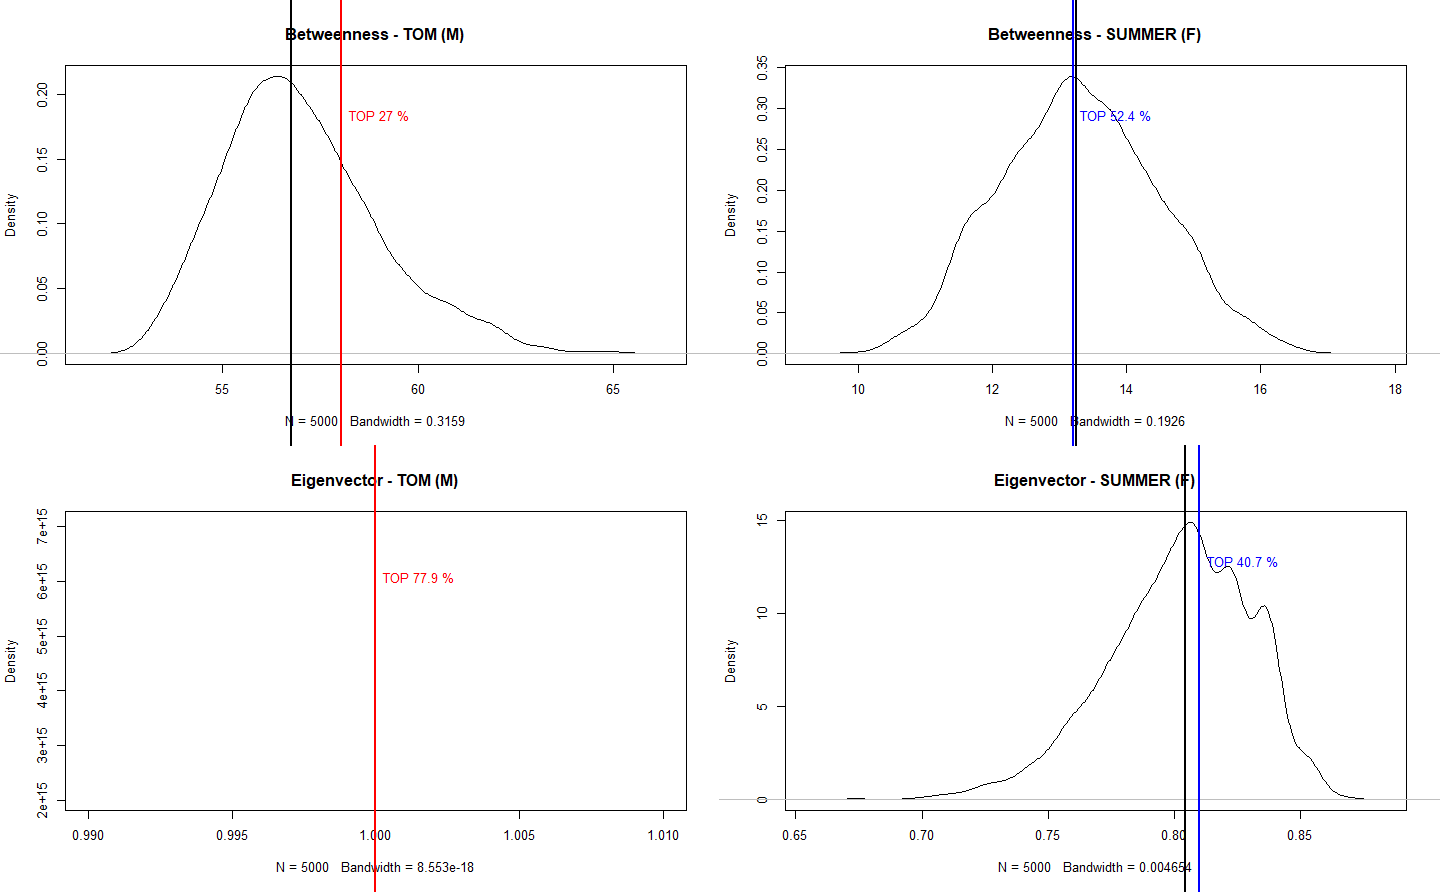 Betweenness - TOM (M)
Density
0.00
0.05
0.10
0.15
0.20
TOP 27 %
55
60
65
N = 5000 Bandwidth = 0.3159
Betweenness - SUMMER (F)
Density
0.00
0.05
0.10
0.15
0.20
0.25
0.30
0.35
TOP 52.4 %
10
12
14
16
18
N = 5000 Bandwidth = 0.1926
Eigenvector - TOM (M)
Density
2e+15
3e+15
4e+15
5e+15
6e+15
7e+15
TOP 77.9 %
0.990
0.995
1.000
1.005
1.010
N = 5000 Bandwidth = 8.553e-18
Eigenvector - SUMMER (F)
Density
0
5
10
15
TOP 40.7 %
0.65
0.70
0.75
0.80
0.85
N = 5000 Bandwidth = 0.004654